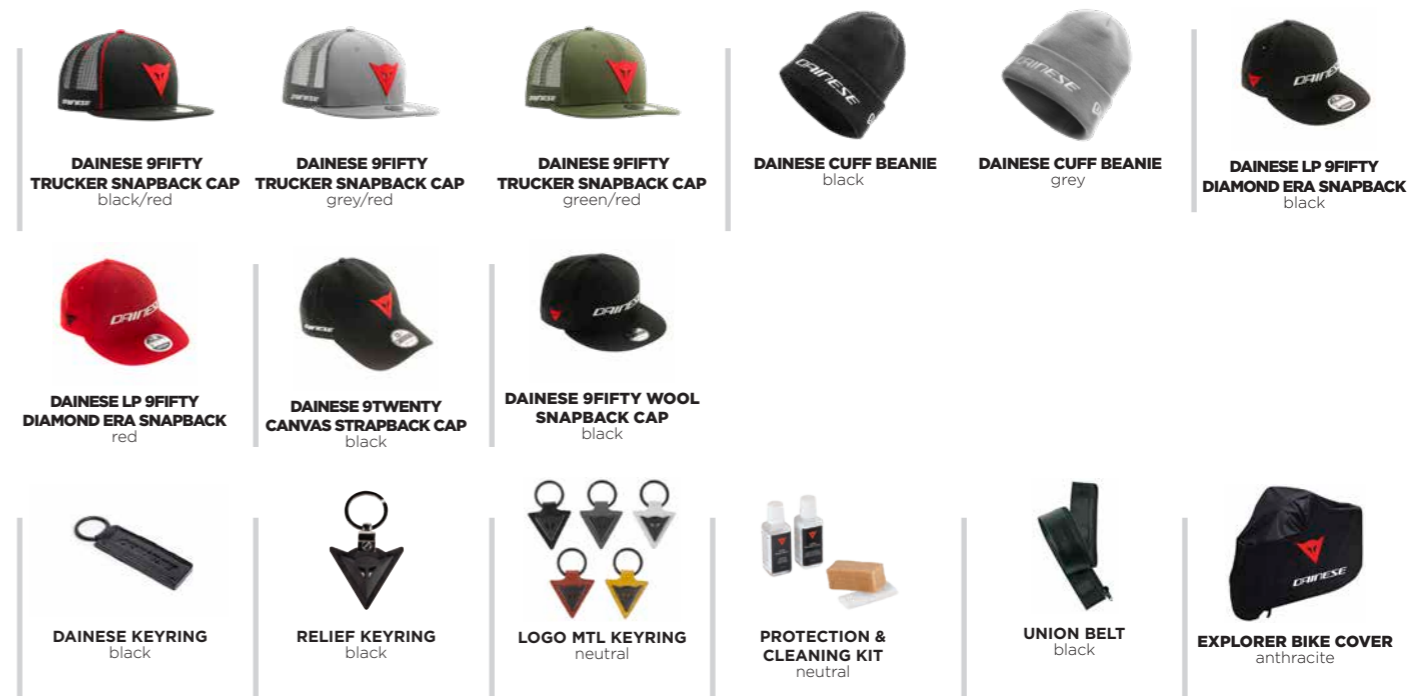 DAINESE 9FIFTY
TRUCKER SNAPBACK CAP
black/red
DAINESE 9FIFTY
TRUCKER SNAPBACK CAP
grey/red
DAINESE 9FIFTY
TRUCKER SNAPBACK CAP
green/red
DAINESE
DAINESE CUFF BEANIE
black
DAINESE
DAINESE CUFF BEANIE
grey
DAINESE LP 9FIFTY
DIAMOND ERA SNAPBACK
black
DAINESE LP 9FIFTY
DIAMOND ERA SNAPBACK
red
DAINESE 9TWENTY
CANVAS STRAPBACK CAP
black
DAINESE 9FIFTY WOOL
SNAPBACK CAP
black
DAINESE KEYRING
black
RELIEF KEYRING
black
LOGO MTL KEYRING
neutral
PROTECTION &
CLEANING KIT
neutral
UNION BELT
black
DAINESE
EXPLORER BIKE COVER
anthracite